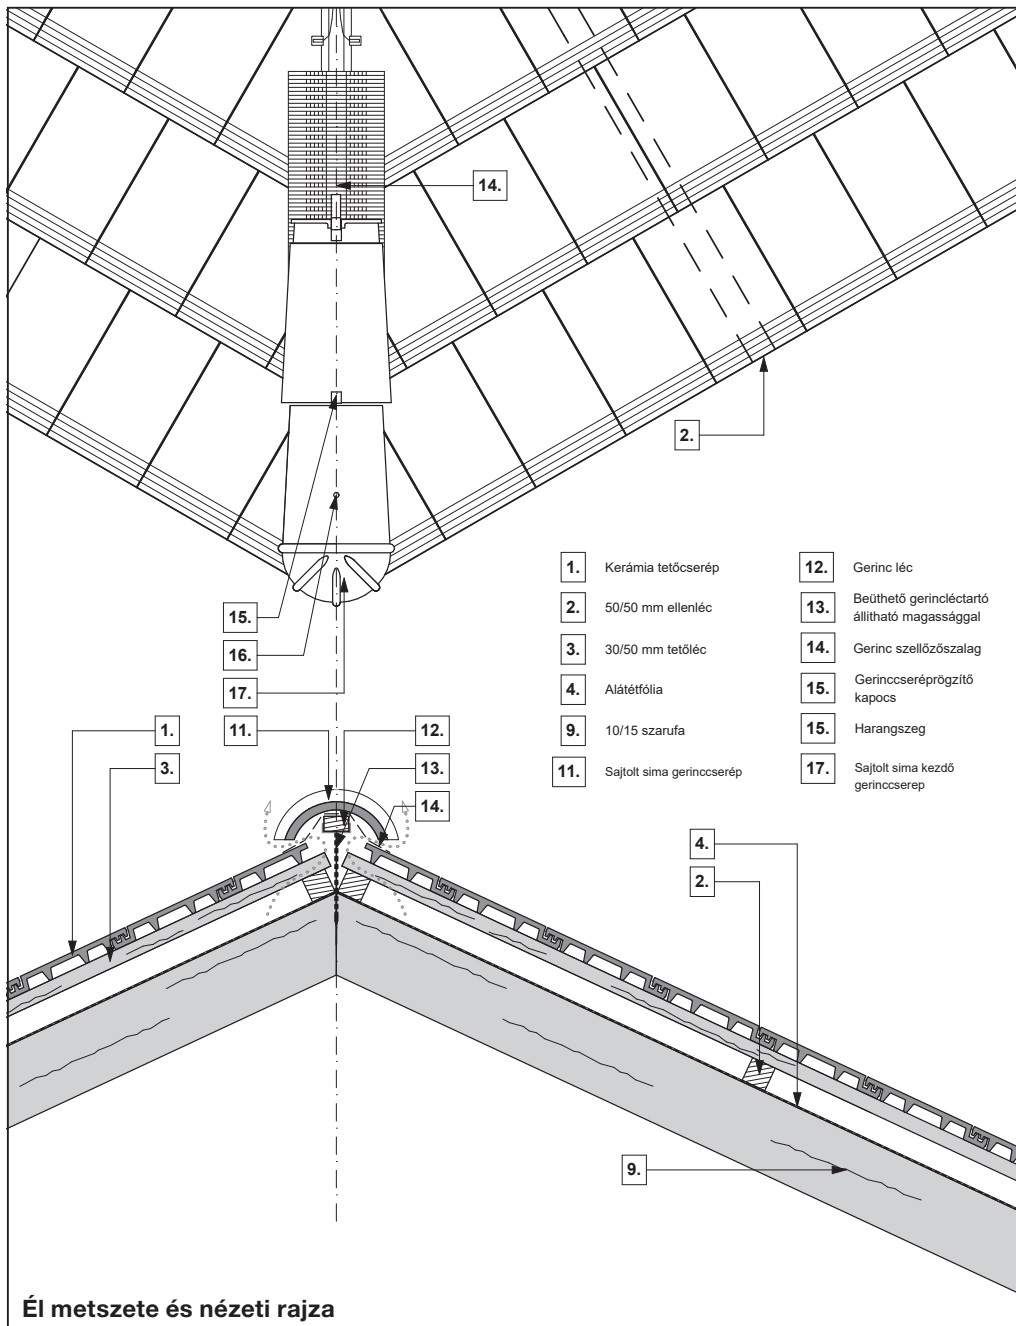 14.
2.
15.
16.
17.
1. Kerámia tetőcserép
2. 50/50 mm ellenléc
3. 30/50 mm tetőléc
4. Alátétfólia
9. 10/15 szarufa
11. Sajtolt sima gerinccserép
12. Gerinc léc
13. Beüthető gerincléctartó
állitható magassággal
14. Gerinc szellőzőszalag
15. Gerinccseréprögzítő
kapocs
15. Harangszeg
17. Sajtolt sima kezdő
gerinccserep
1.
3.
11.
12.
13.
14.
4.
2.
9.
Él metszete és nézeti rajza